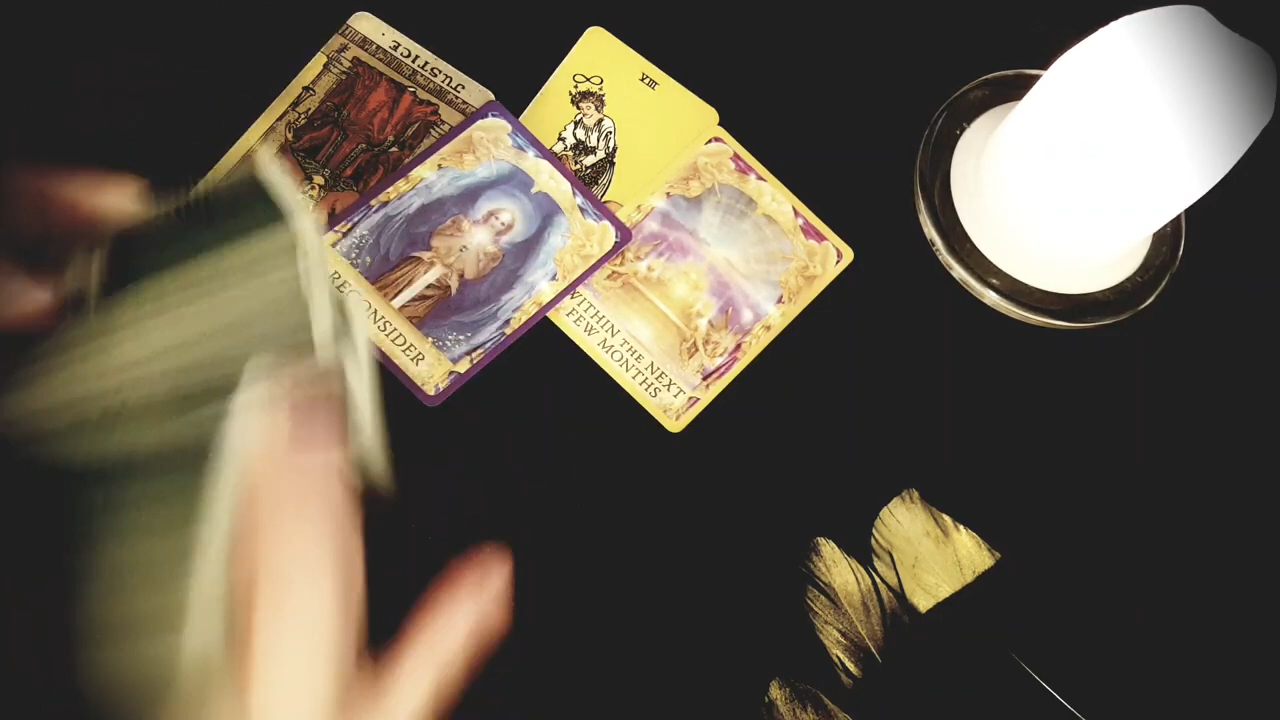 JUSTICE
VIII
RECONSIDER
WITHIN THE NEXT
FEW MONTHS